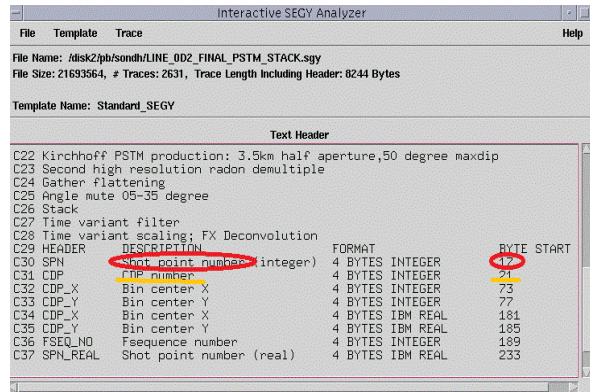 Interactive SEGY Analyzer
File Template Trace Help
File Name: /disk2/pb/sondh/LINE_0D2_FINAL_PSTM_STACK.sgy
File Size: 21693564, # Traces: 2631, Trace Length Including Header: 8244 Bytes
Template Name: Standard_SEGY
Text Header
C22 Kirchhoff PSTM production: 3.5km half aperture,50 degree maxdip
C23 Second high resolution radon demultiple
C24 Gather flattening
C25 Angle mute 05-35 degree
C26 Stack
C27 Time variant filter
C28 Time variant scaling; FX Deconvolution
C29 HEADER DESCRIPTION FORMAT BYTE START
C30 SPN Shot point number (integer) 4 BYTES INTEGER 17
C31 CDP CDP number 4 BYTES INTEGER 21
C32 CDP_X Bin center X 4 BYTES INTEGER 73
C33 CDP_Y Bin center Y 4 BYTES INTEGER 77
C34 CDP_X Bin center X 4 BYTES IBM REAL 181
C35 CDP_Y Bin center Y 4 BYTES IBM REAL 185
C36 FSEQ_NO Fsequence number 4 BYTES INTEGER 189
C37 SPN_REAL Shot point number (real) 4 BYTES IBM REAL 233